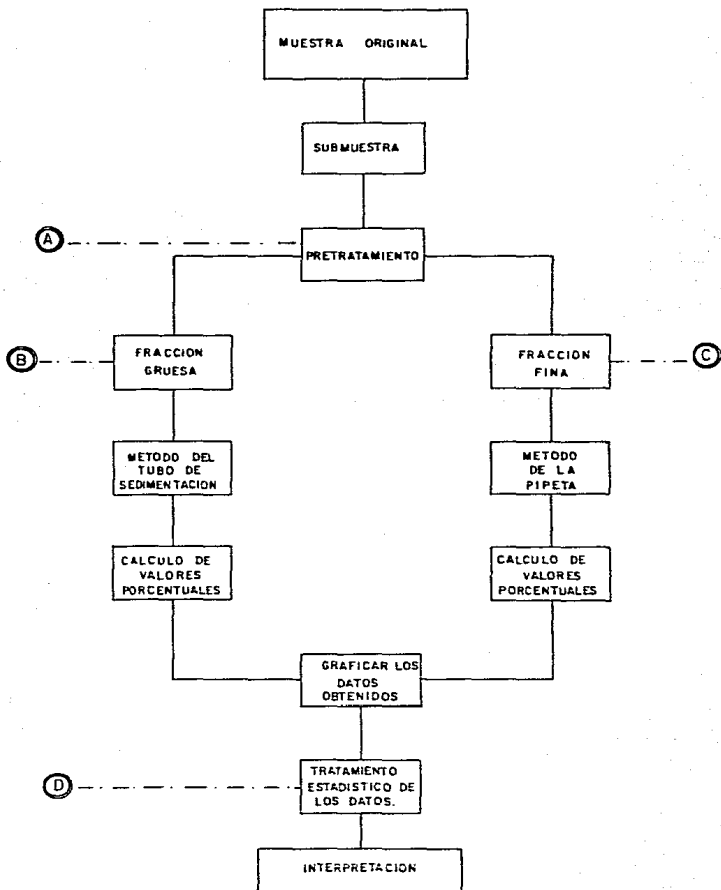 MUESTRA ORIGINAL
SUBMUESTRA
A
PRETRATAMIENTO
B
FRACCION
GRUESA
FRACCION
FINA
C
METODO DEL
TUBO DE
SEDIMENTACION
METODO
DE LA
PIPETA
CALCULO DE
VALORES
PORCENTUALES
CALCULO DE
VALORES
PORCENTUALES
GRAFICAR LOS
DATOS
OBTENIDOS
D
TRATAMIENTO
ESTADISTICO DE
LOS DATOS.
INTERPRETACION